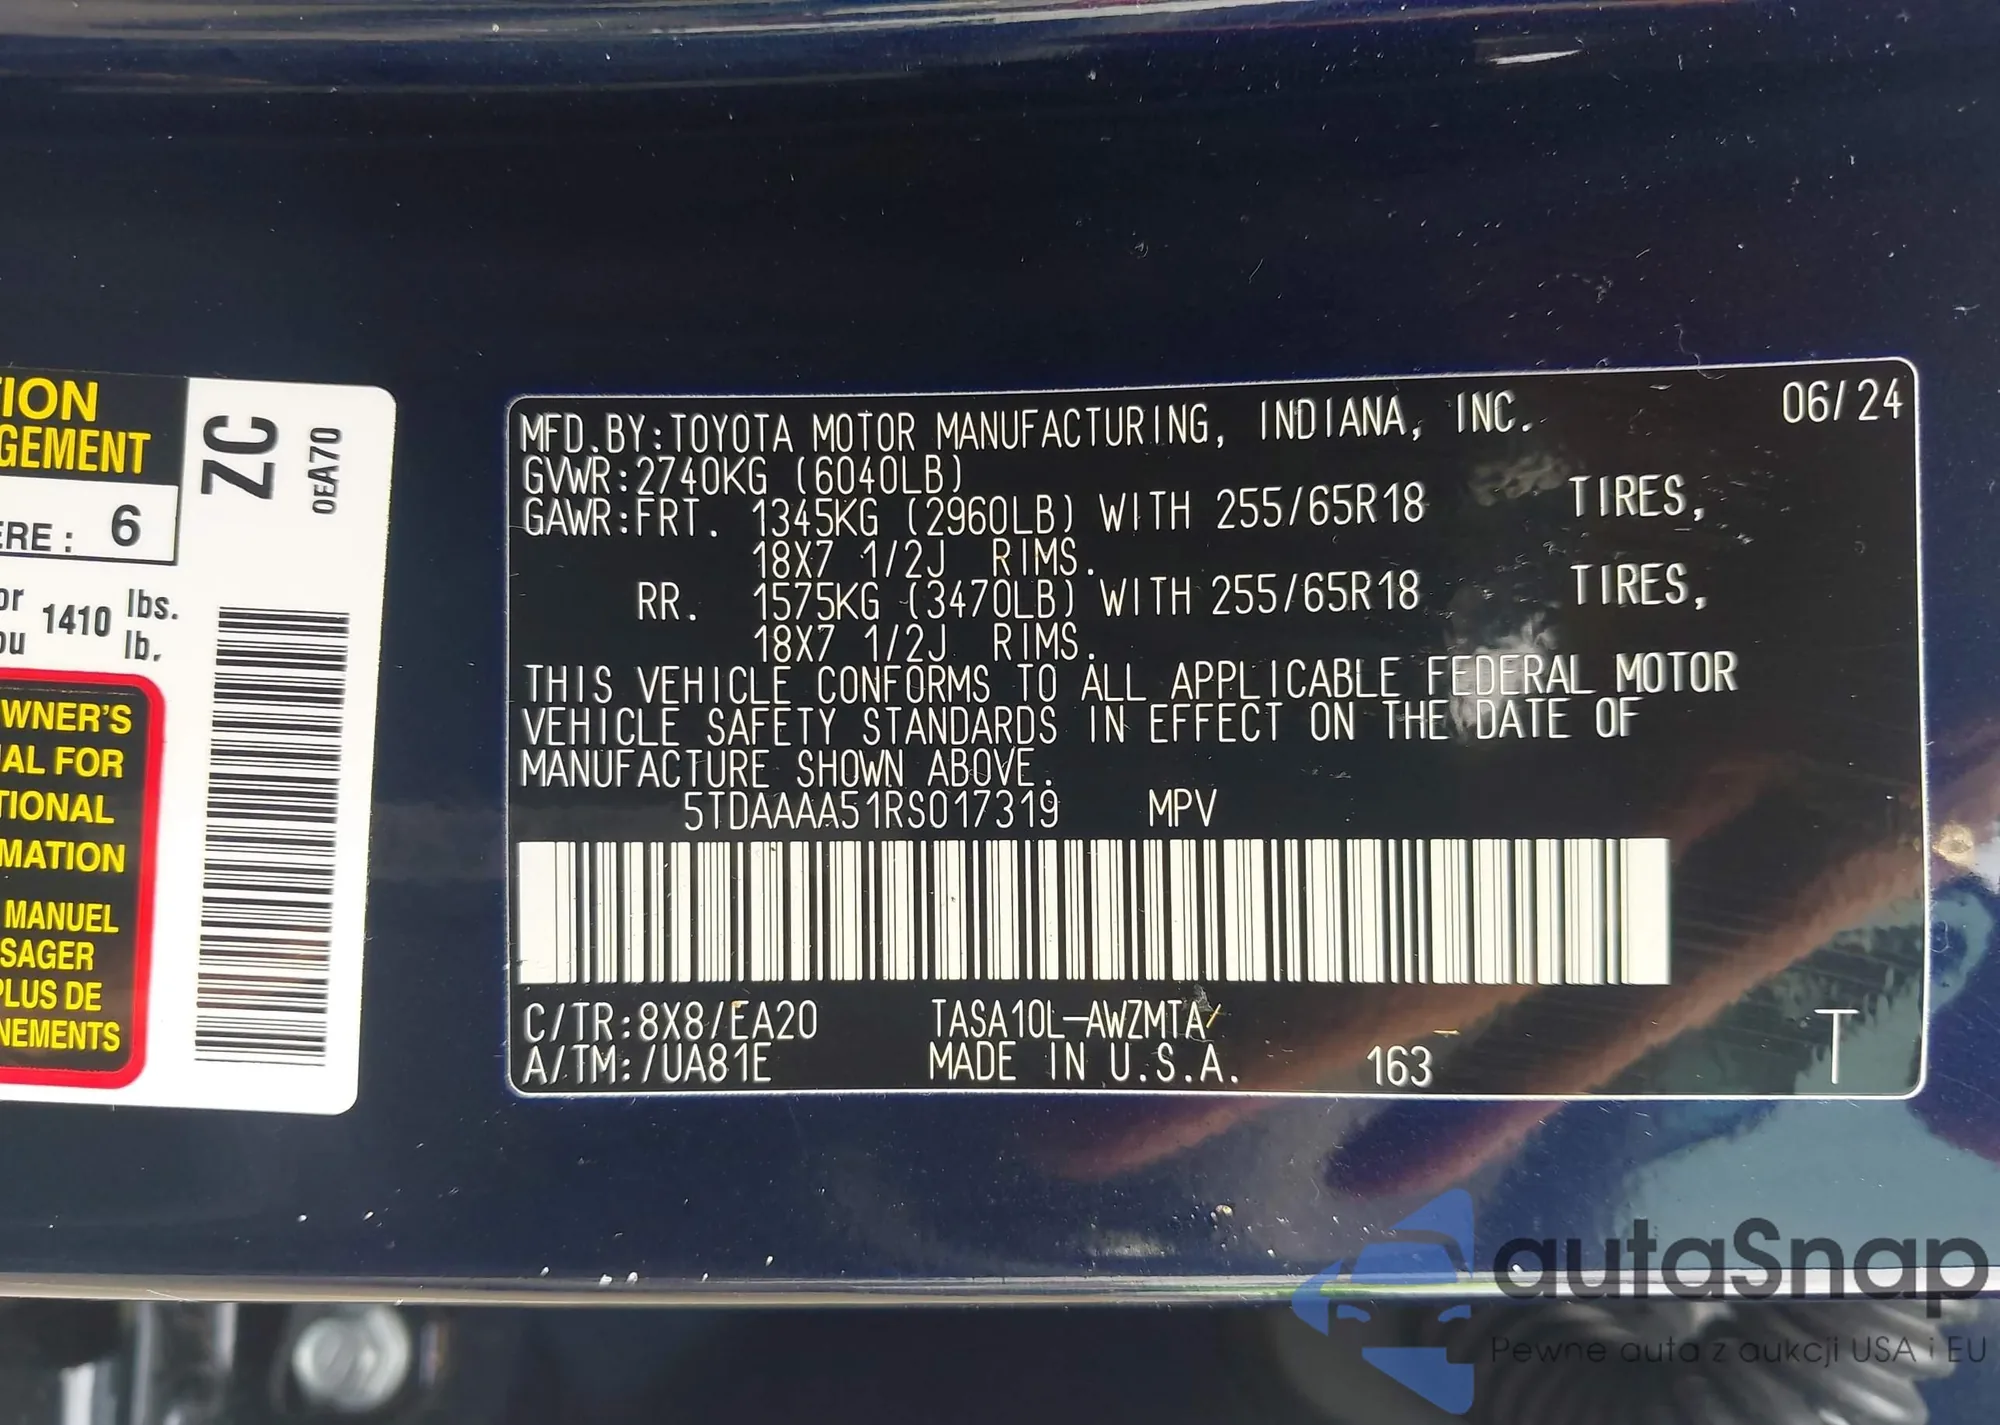 TION
GEMENT
ERE : 6
or
ou
1410
lbs.
lb.
WNER'S
AL FOR
TIONAL
MATION
MANUEL
SAGER
PLUS DE
NEMENTS
ZC
0EA70
MFD.BY:TOYOTA MOTOR MANUFACTURING, INDIANA, INC. 06/24
GVWR:2740KG (6040LB)
GAWR:FRT. 1345KG (2960LB) WITH 255/65R18 TIRES,
18X7 1/2J RIMS.
RR. 1575KG (3470LB) WITH 255/65R18 TIRES,
18X7 1/2J RIMS.
THIS VEHICLE CONFORMS TO ALL APPLICABLE FEDERAL MOTOR
VEHICLE SAFETY STANDARDS IN EFFECT ON THE DATE OF
MANUFACTURE SHOWN ABOVE.
5TDAAAA51RS017319 MPV
C/TR:8X8/EA20 TASA10L-AWZMTA
A/TM:/UA81E MADE IN U.S.A. 163 T
autaSnap
Pewne auta z aukcji USA i EU